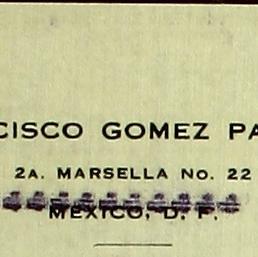 CISCO GOMEZ PA
2A. MARSELLA No. 22
MEXICO, D. F.